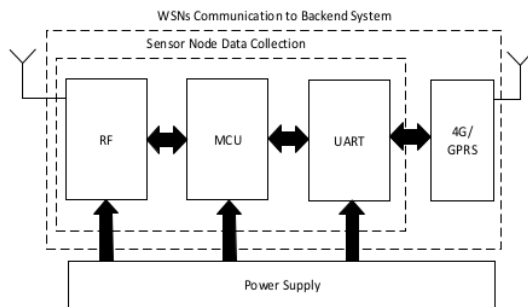 WSNs Communication to Backend System
Sensor Node Data Collection
RF
MCU
UART
4G/
GPRS
Power Supply